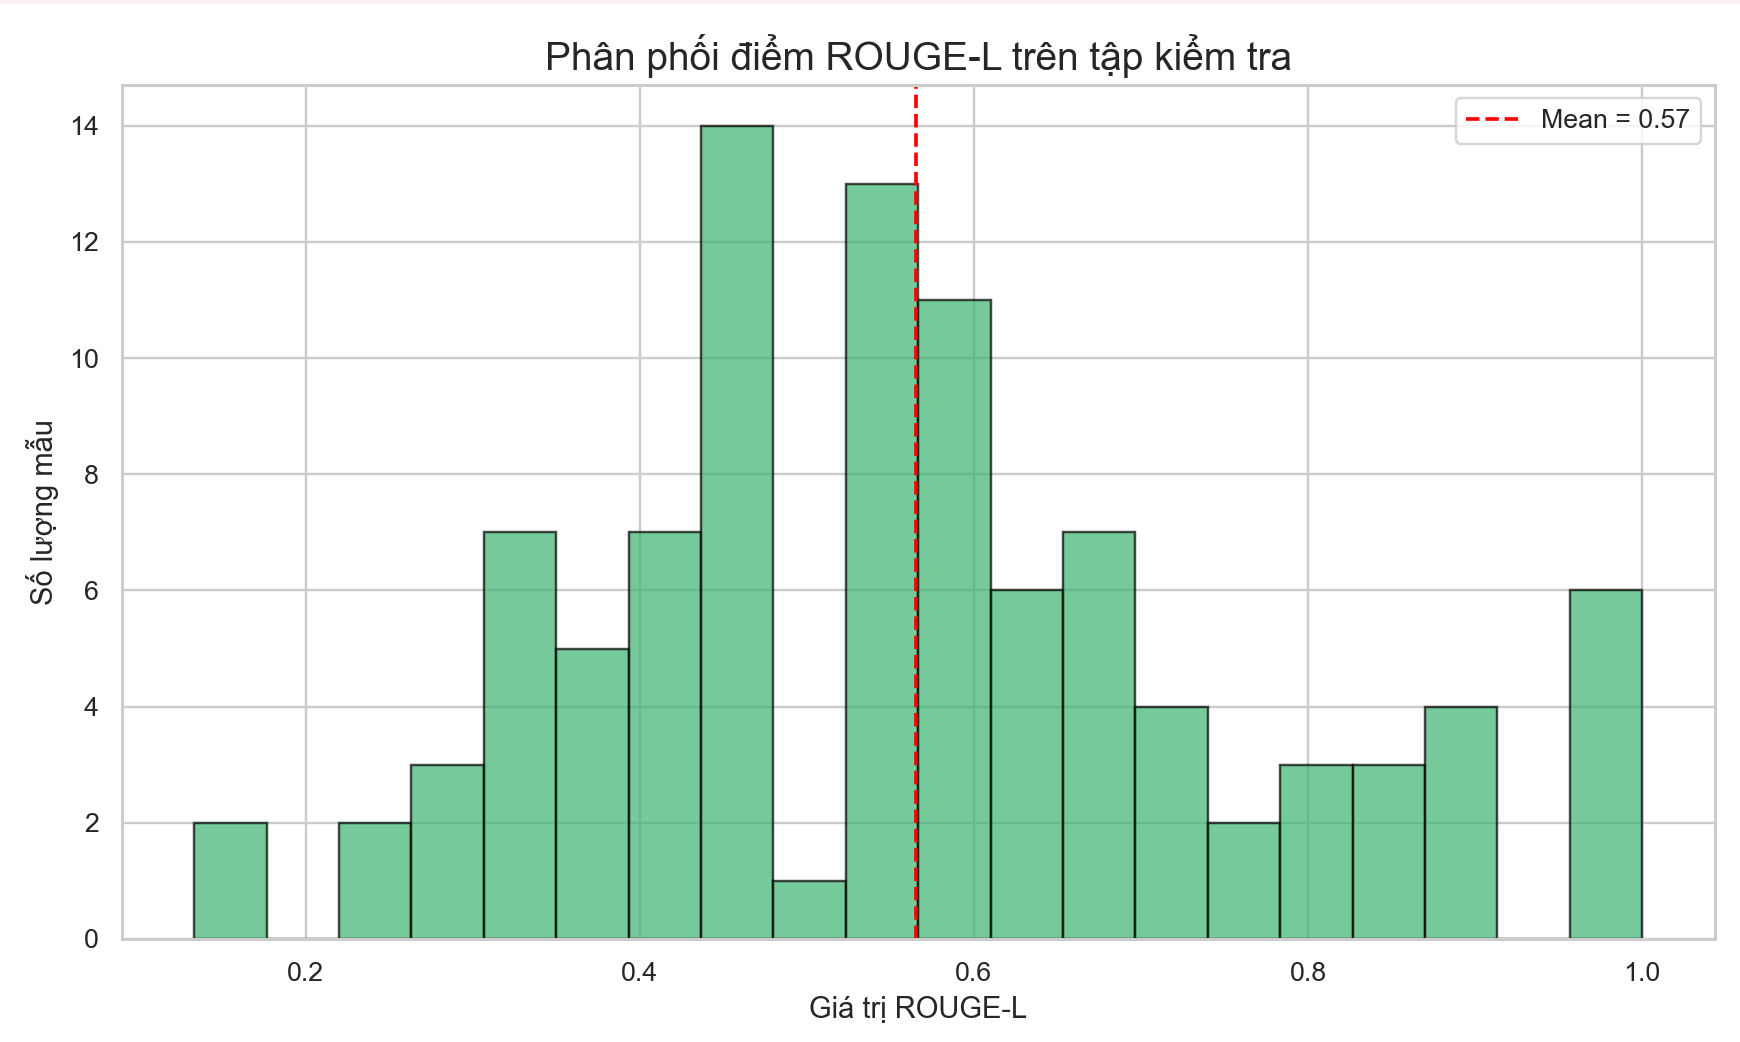 Phân phối điểm ROUGE-L trên tập kiểm tra
Mean = 0.57
Số lượng mẫu
14
12
10
8
6
4
2
0
0.2 0.4 0.6 0.8 1.0
Giá trị ROUGE-L